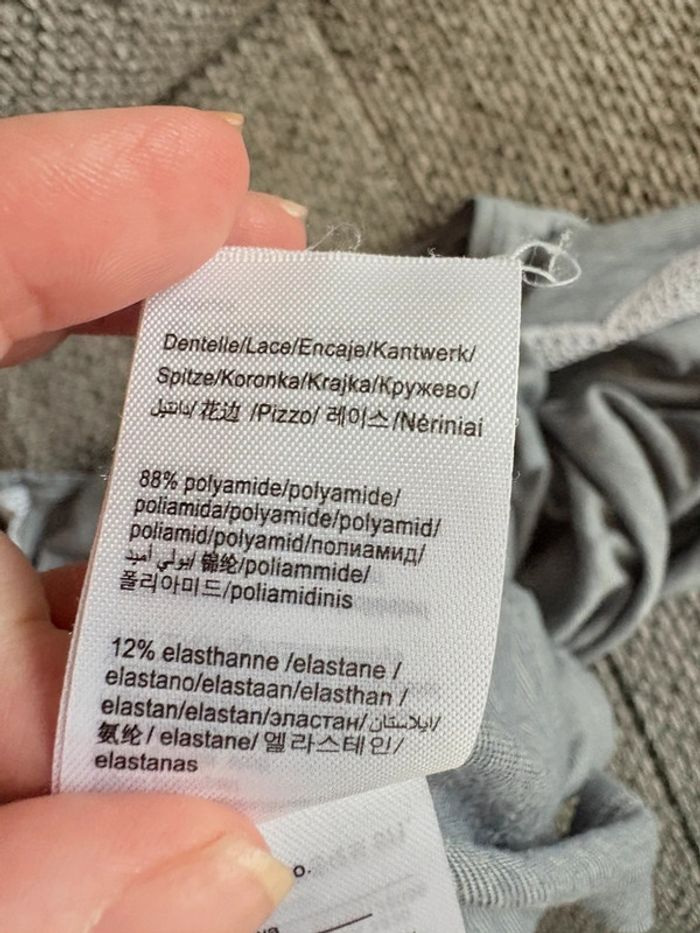 Dentelle/Lace/Encaje/Kantwerk/
Spitze/Koronka/Krajka/Кружево/
دانتيل/ 花边 /Pizzo/ 레이스/Nėriniai
88% polyamide/polyamide/
poliamida/polyamide/polyamid/
poliamid/polyamid/полиамид/
بولي أميد/ 锦纶/poliammide/
폴리아미드/poliamidinis
12% elasthanne /elastane /
elastano/elastaan/elasthan /
elastan/elastan/эластан/إيلاستان/
氨纶 / elastane/ 엘라스테인/
elastanas
o.